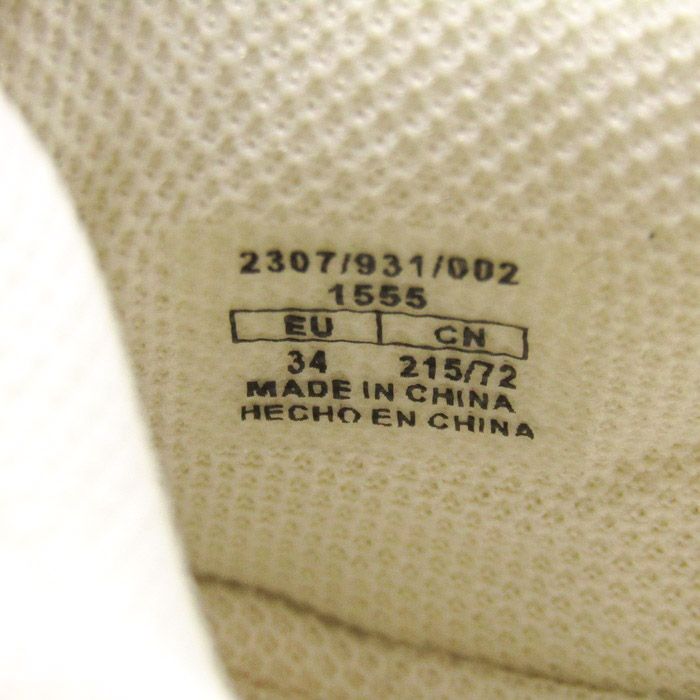 2307/931/002
1555
EU CN
34 215/72
MADE IN CHINA
HECHO EN CHINA